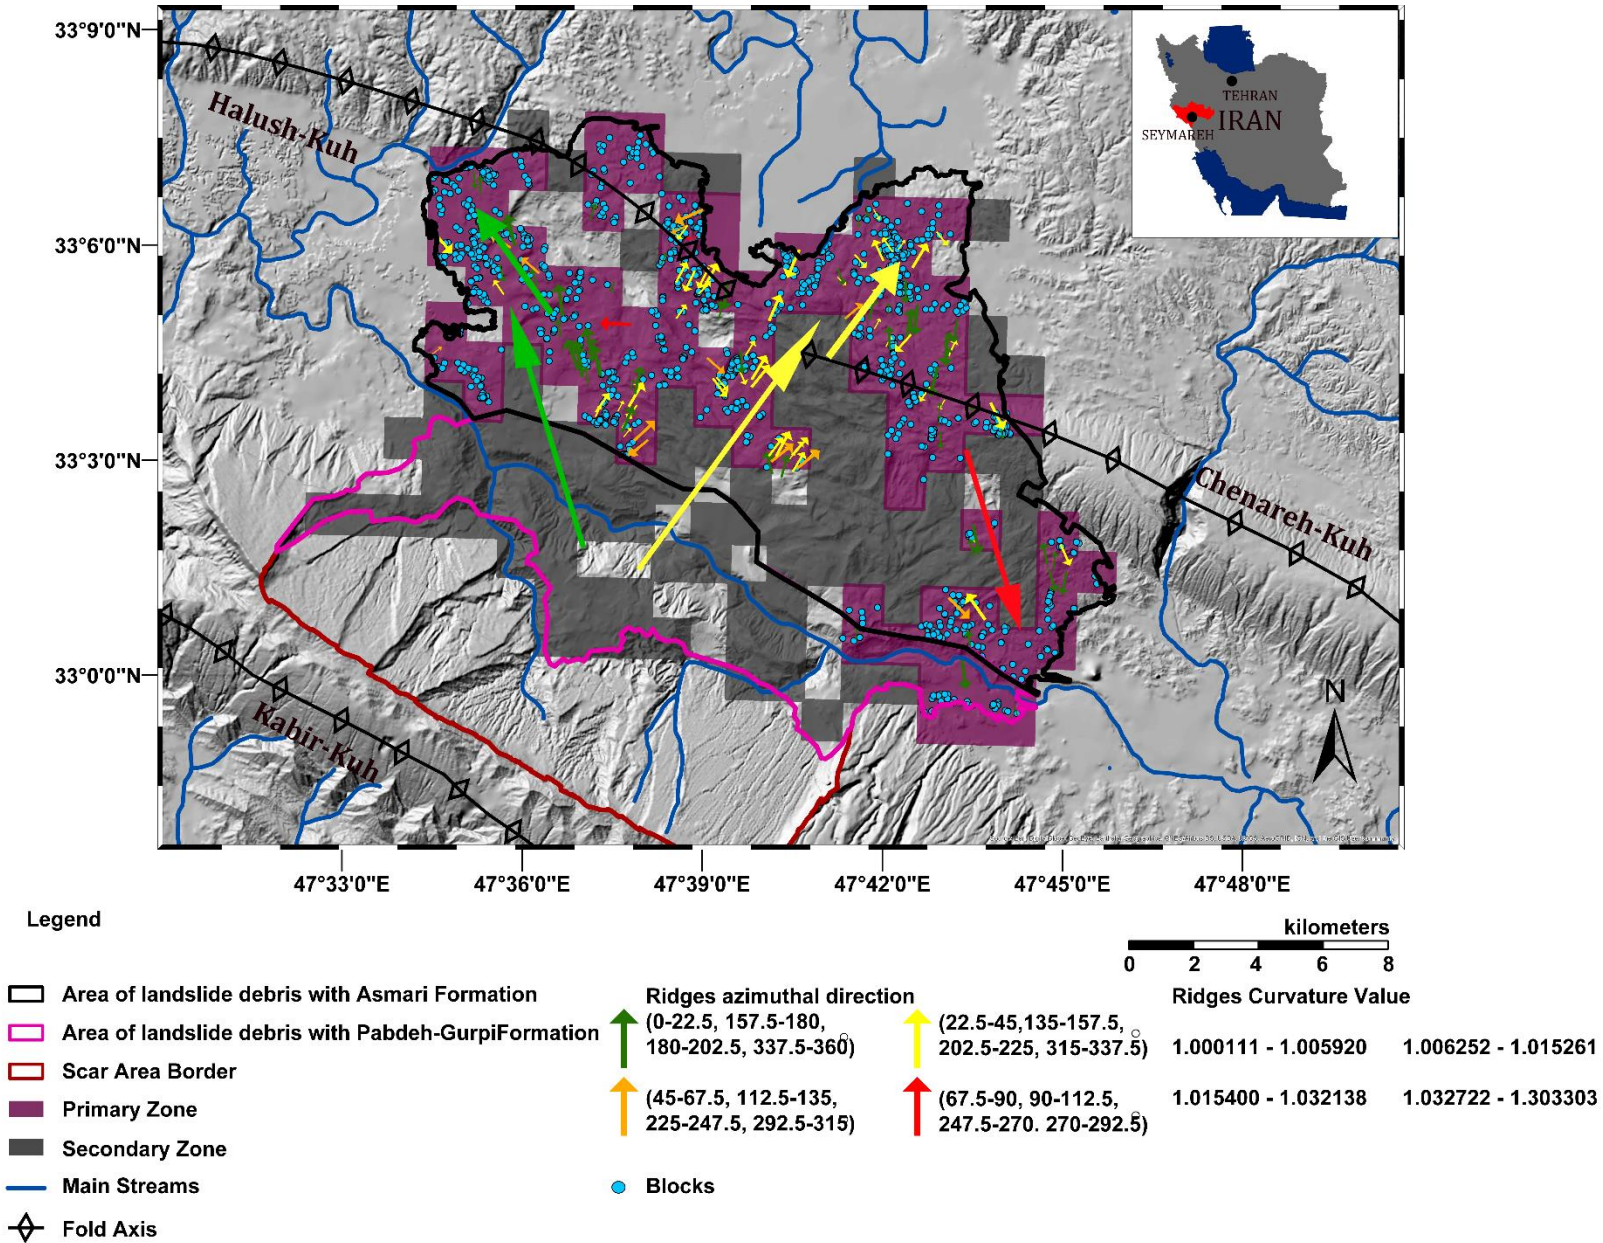 33°9'0"N
33°6'0"N
33°3'0"N
33°0'0"N
Halush-Kuh
Chenareh-Kuh
Kabir-Kuh
TEHRAN
IRAN
SEYMAREH
N
47°33'0"E
47°36'0"E
47°39'0"E
47°42'0"E
47°45'0"E
47°48'0"E
Legend
kilometers
0 2 4 6 8
Area of landslide debris with Asmari Formation
Area of landslide debris with Pabdeh-GurpiFormation
Scar Area Border
Primary Zone
Secondary Zone
Main Streams
Fold Axis
Ridges azimuthal direction
(0-22.5, 157.5-180,
180-202.5, 337.5-360°)
(22.5-45,135-157.5,
202.5-225, 315-337.5°)
(45-67.5, 112.5-135,
225-247.5, 292.5-315)
(67.5-90, 90-112.5,
247.5-270. 270-292.5°)
Blocks
Ridges Curvature Value
1.000111 - 1.005920 1.006252 - 1.015261
1.015400 - 1.032138 1.032722 - 1.303303